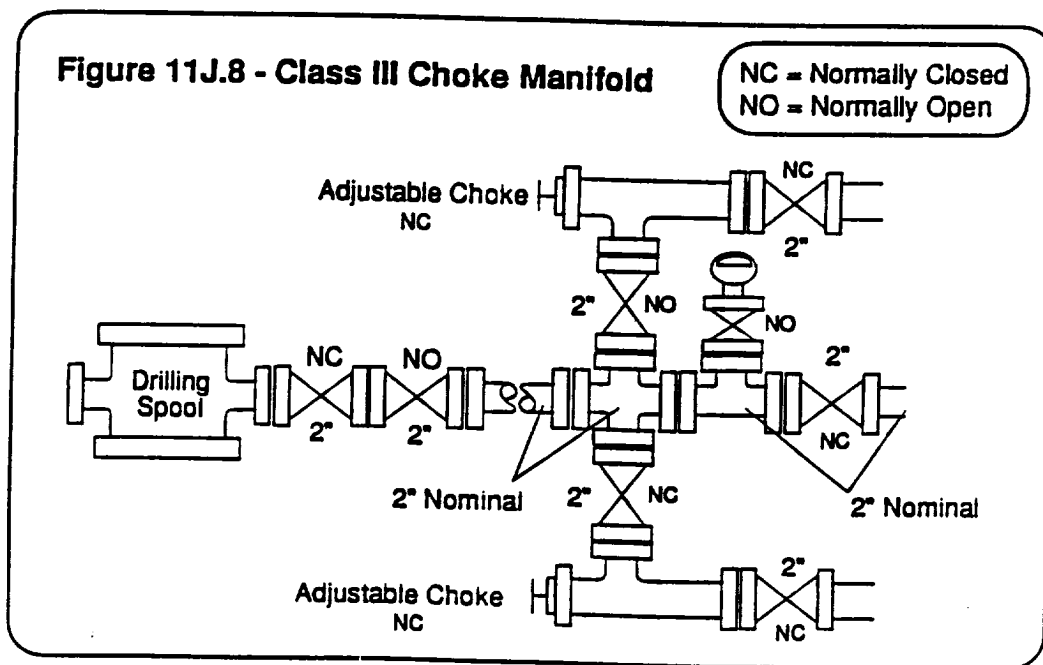 Figure 11J.8 - Class III Choke Manifold
NC = Normally Closed
NO = Normally Open
Adjustable Choke
NC
NC
2"
2"
NO
NO
Drilling
Spool
NC
NO
2"
2"
2"
NC
2" Nominal
2"
NC
2" Nominal
Adjustable Choke
NC
2"
NC